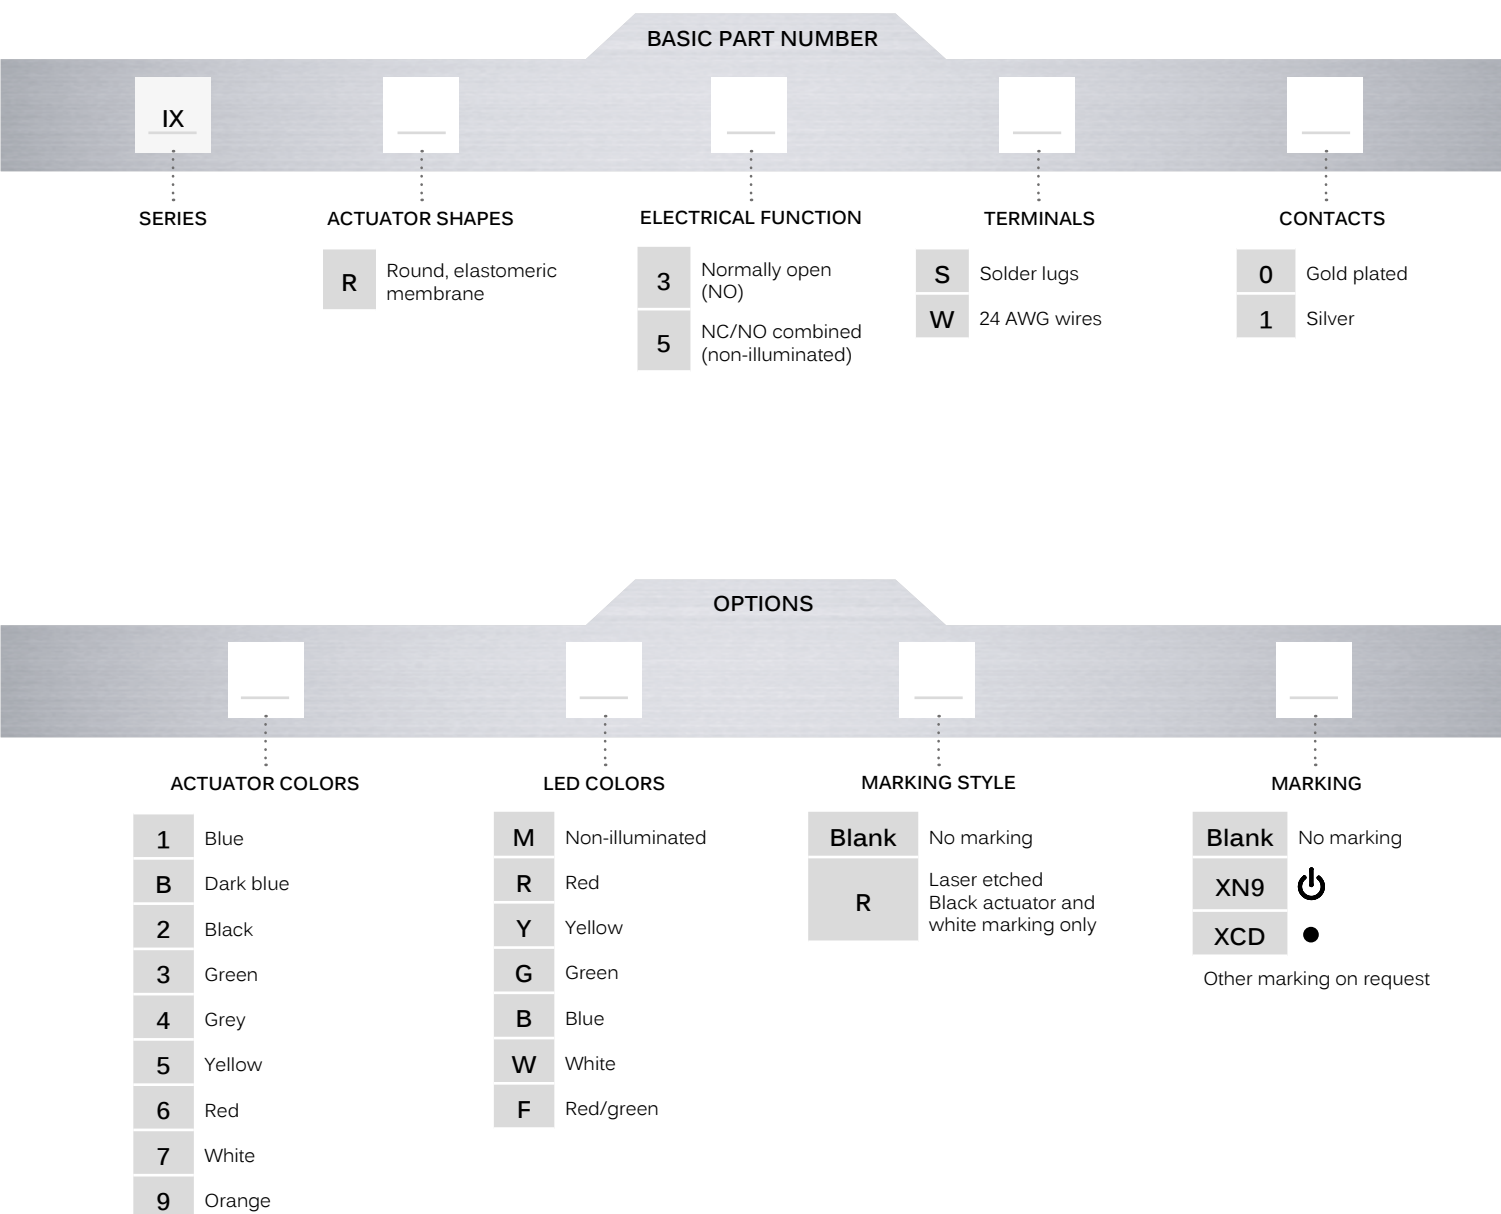 BASIC PART NUMBER
IX
SERIES
ACTUATOR SHAPES
R
Round, elastomeric
membrane
ELECTRICAL FUNCTION
3
Normally open
(NO)
5
NC/NO combined
(non-illuminated)
TERMINALS
S Solder lugs
W 24 AWG wires
CONTACTS
0 Gold plated
1 Silver
OPTIONS
ACTUATOR COLORS
1 Blue
B Dark blue
2 Black
3 Green
4 Grey
5 Yellow
6 Red
7 White
9 Orange
LED COLORS
M Non-illuminated
R Red
Y Yellow
G Green
B Blue
W White
F Red/green
MARKING STYLE
Blank No marking
R
Laser etched
Black actuator and
white marking only
MARKING
Blank No marking
XN9
XCD
Other marking on request